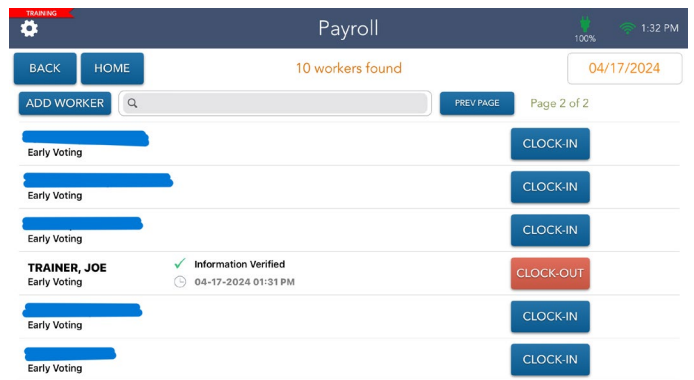 TRAINING
Payroll
100%
1:32 PM
BACK
HOME
10 workers found
04/17/2024
ADD WORKER
PREV PAGE
Page 2 of 2
Early Voting
CLOCK-IN
Early Voting
CLOCK-IN
Early Voting
CLOCK-IN
TRAINER, JOE
Early Voting
Information Verified
04-17-2024 01:31 PM
CLOCK-OUT
Early Voting
CLOCK-IN
Early Voting
CLOCK-IN